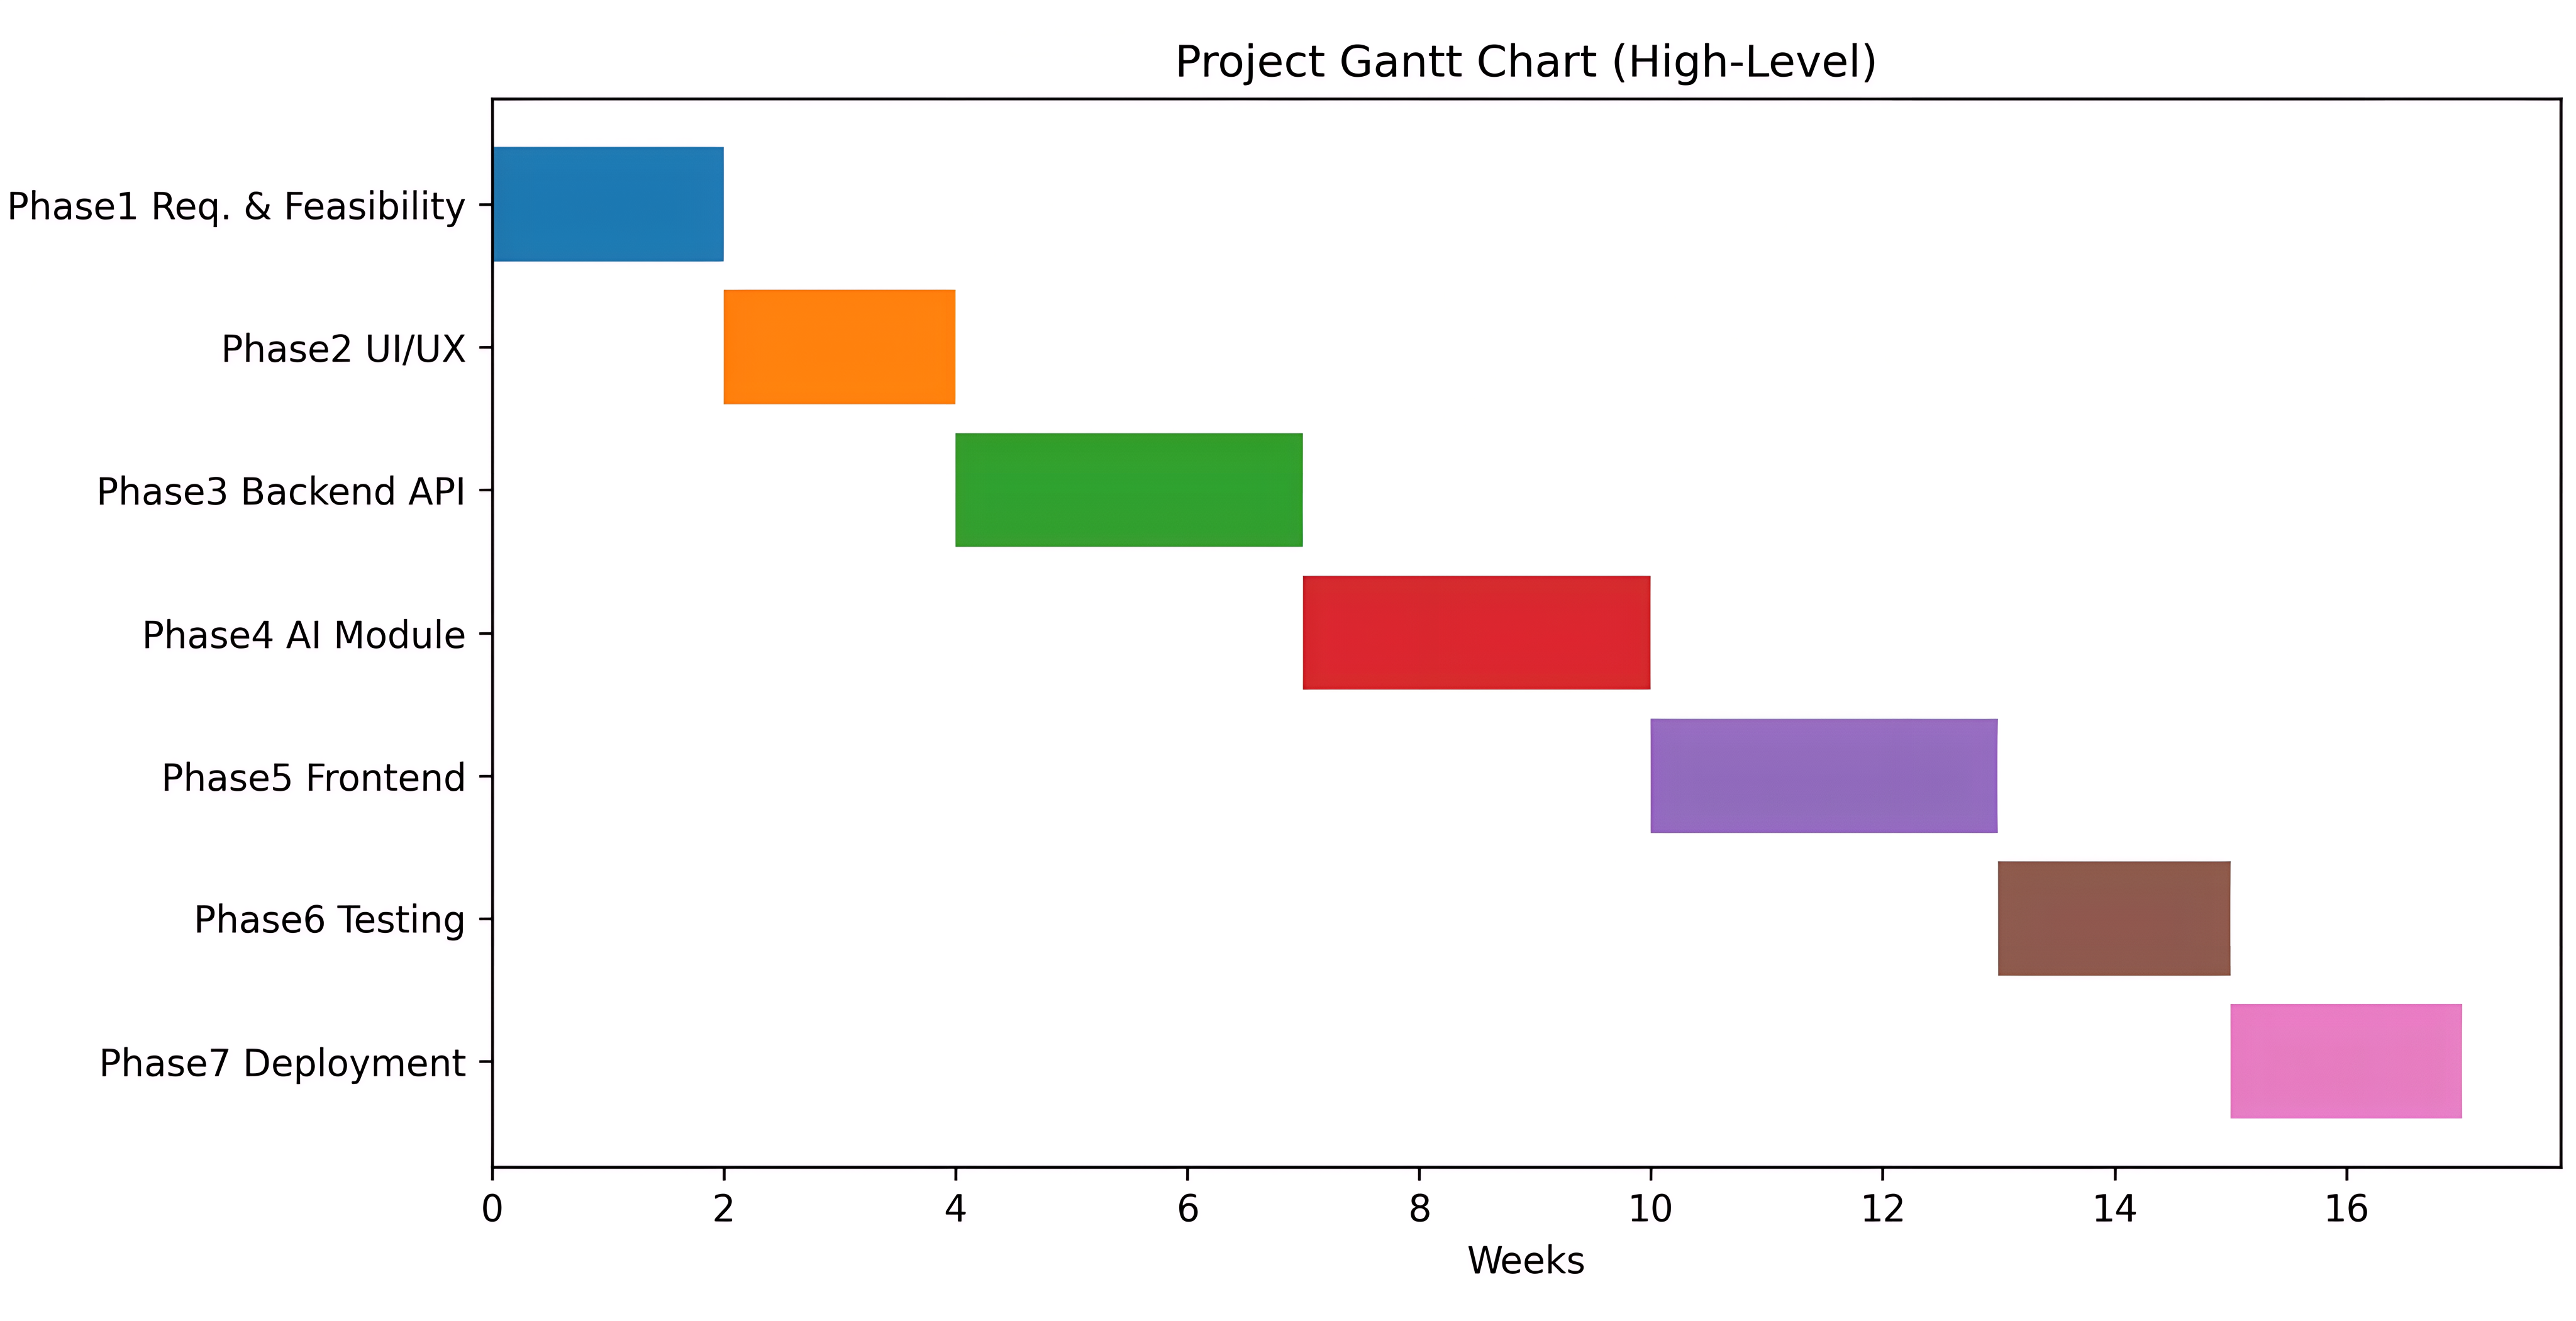 Project Gantt Chart (High-Level)
Phase1 Req. & Feasibility
Phase2 UI/UX
Phase3 Backend API
Phase4 AI Module
Phase5 Frontend
Phase6 Testing
Phase7 Deployment
0 2 4 6 8 10 12 14 16
Weeks